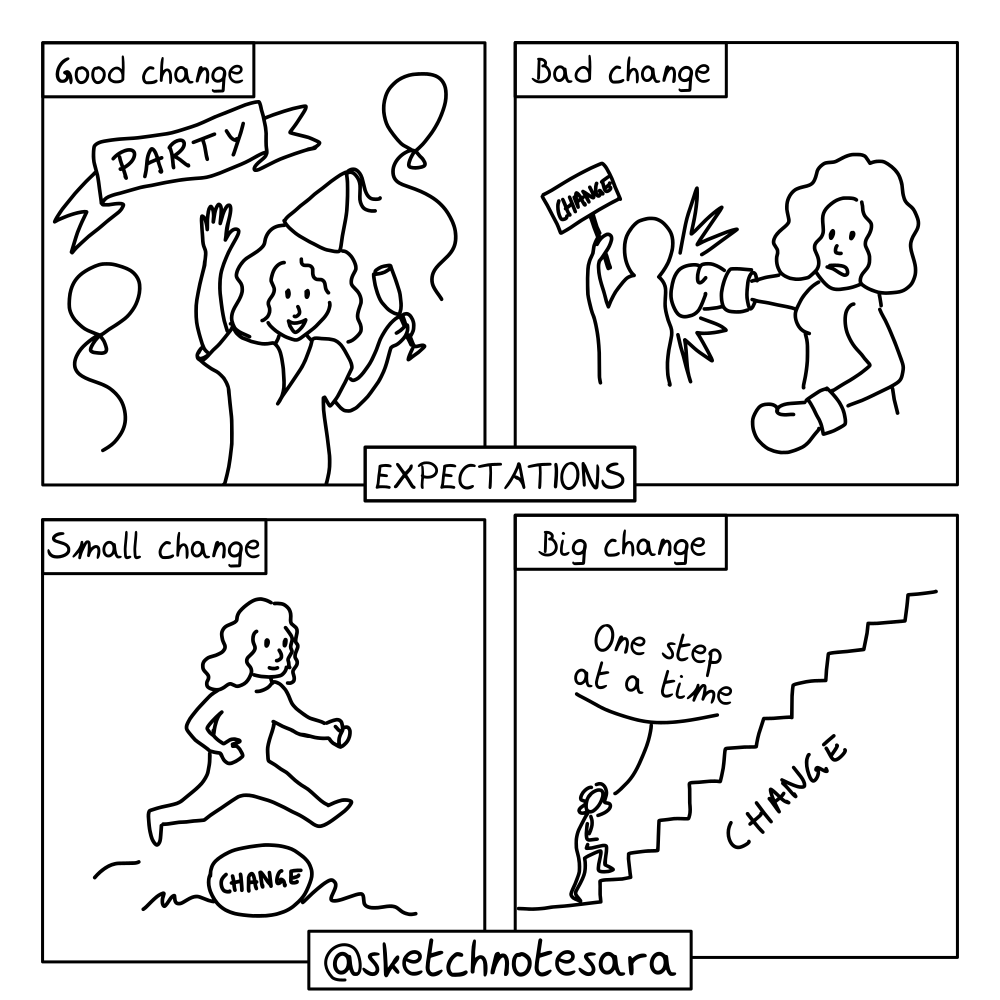 Good change
PARTY
Bad change
CHANGE
EXPECTATIONS
Small change
CHANGE
Big change
One step
at a time
CHANGE
@sketchnotesara